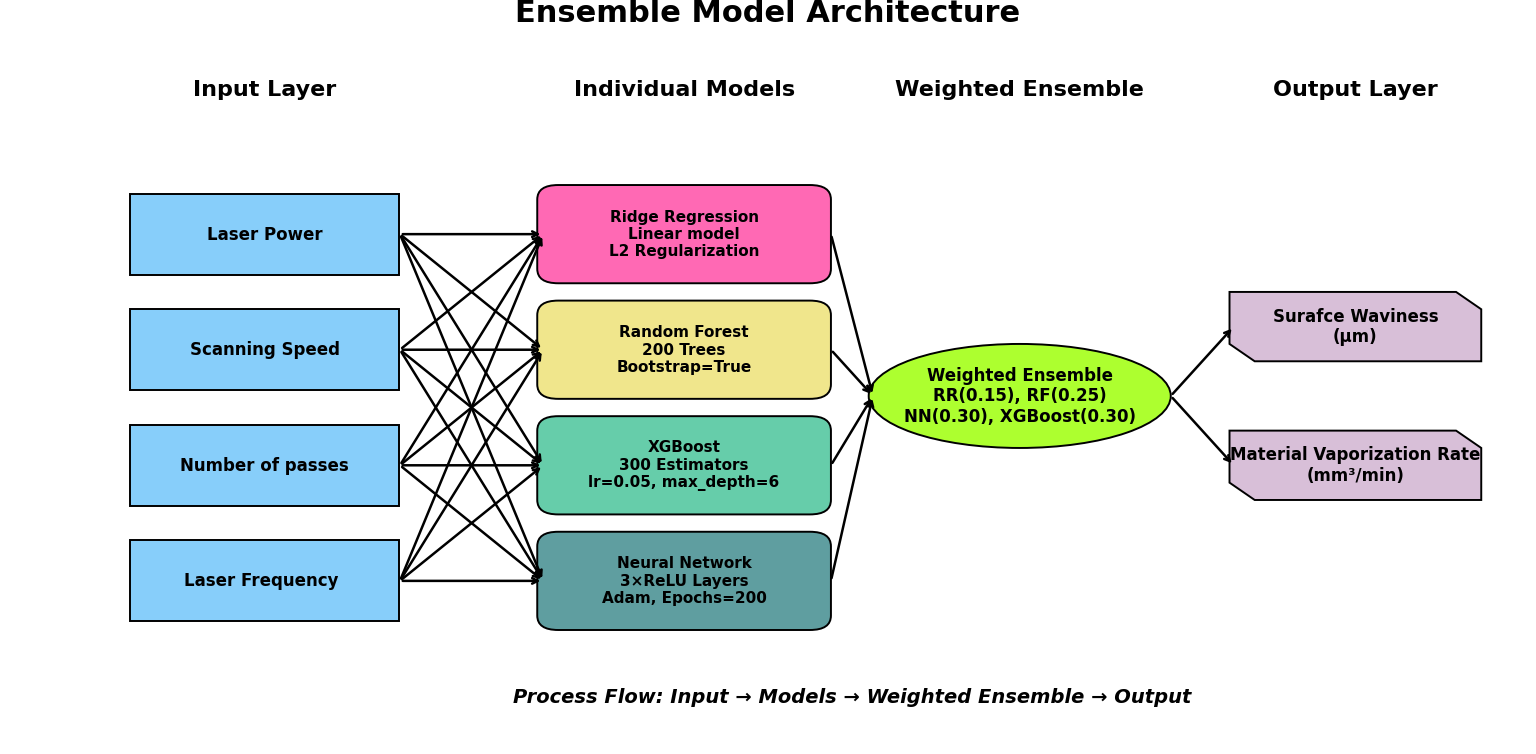 Ensemble Model Architecture
Input Layer
Individual Models
Weighted Ensemble
Output Layer
Laser Power
Scanning Speed
Number of passes
Laser Frequency
Ridge Regression
Linear model
L2 Regularization
Random Forest
200 Trees
Bootstrap=True
XGBoost
300 Estimators
lr=0.05, max_depth=6
Neural Network
3×ReLU Layers
Adam, Epochs=200
Weighted Ensemble
RR(0.15), RF(0.25)
NN(0.30), XGBoost(0.30)
Surafce Waviness
(μm)
Material Vaporization Rate
(mm³/min)
Process Flow: Input → Models → Weighted Ensemble → Output